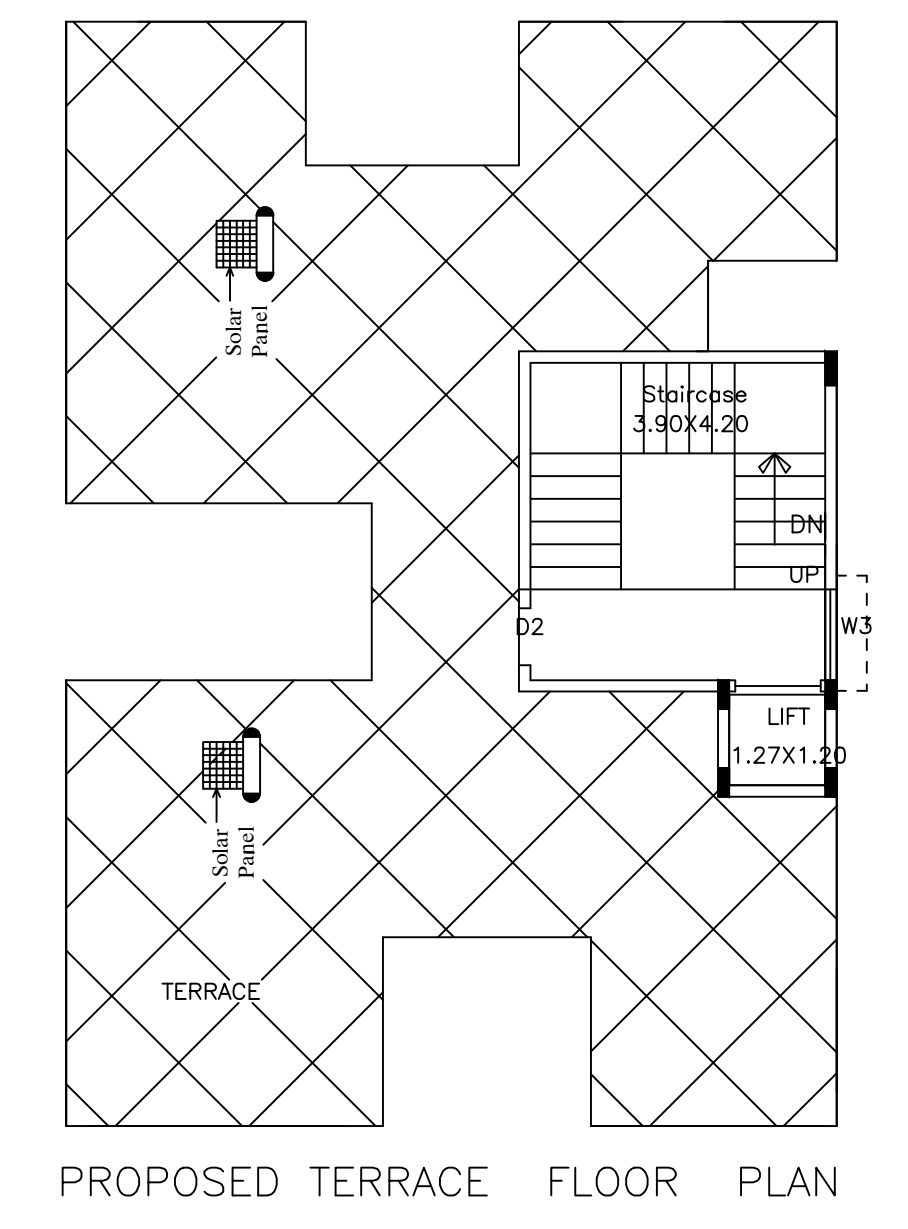 Solar
Panel
Staircase
3.90X4.20
DN
UP
D2
W3
LIFT
1.27X1.20
Solar
Panel
TERRACE
PROPOSED TERRACE FLOOR PLAN